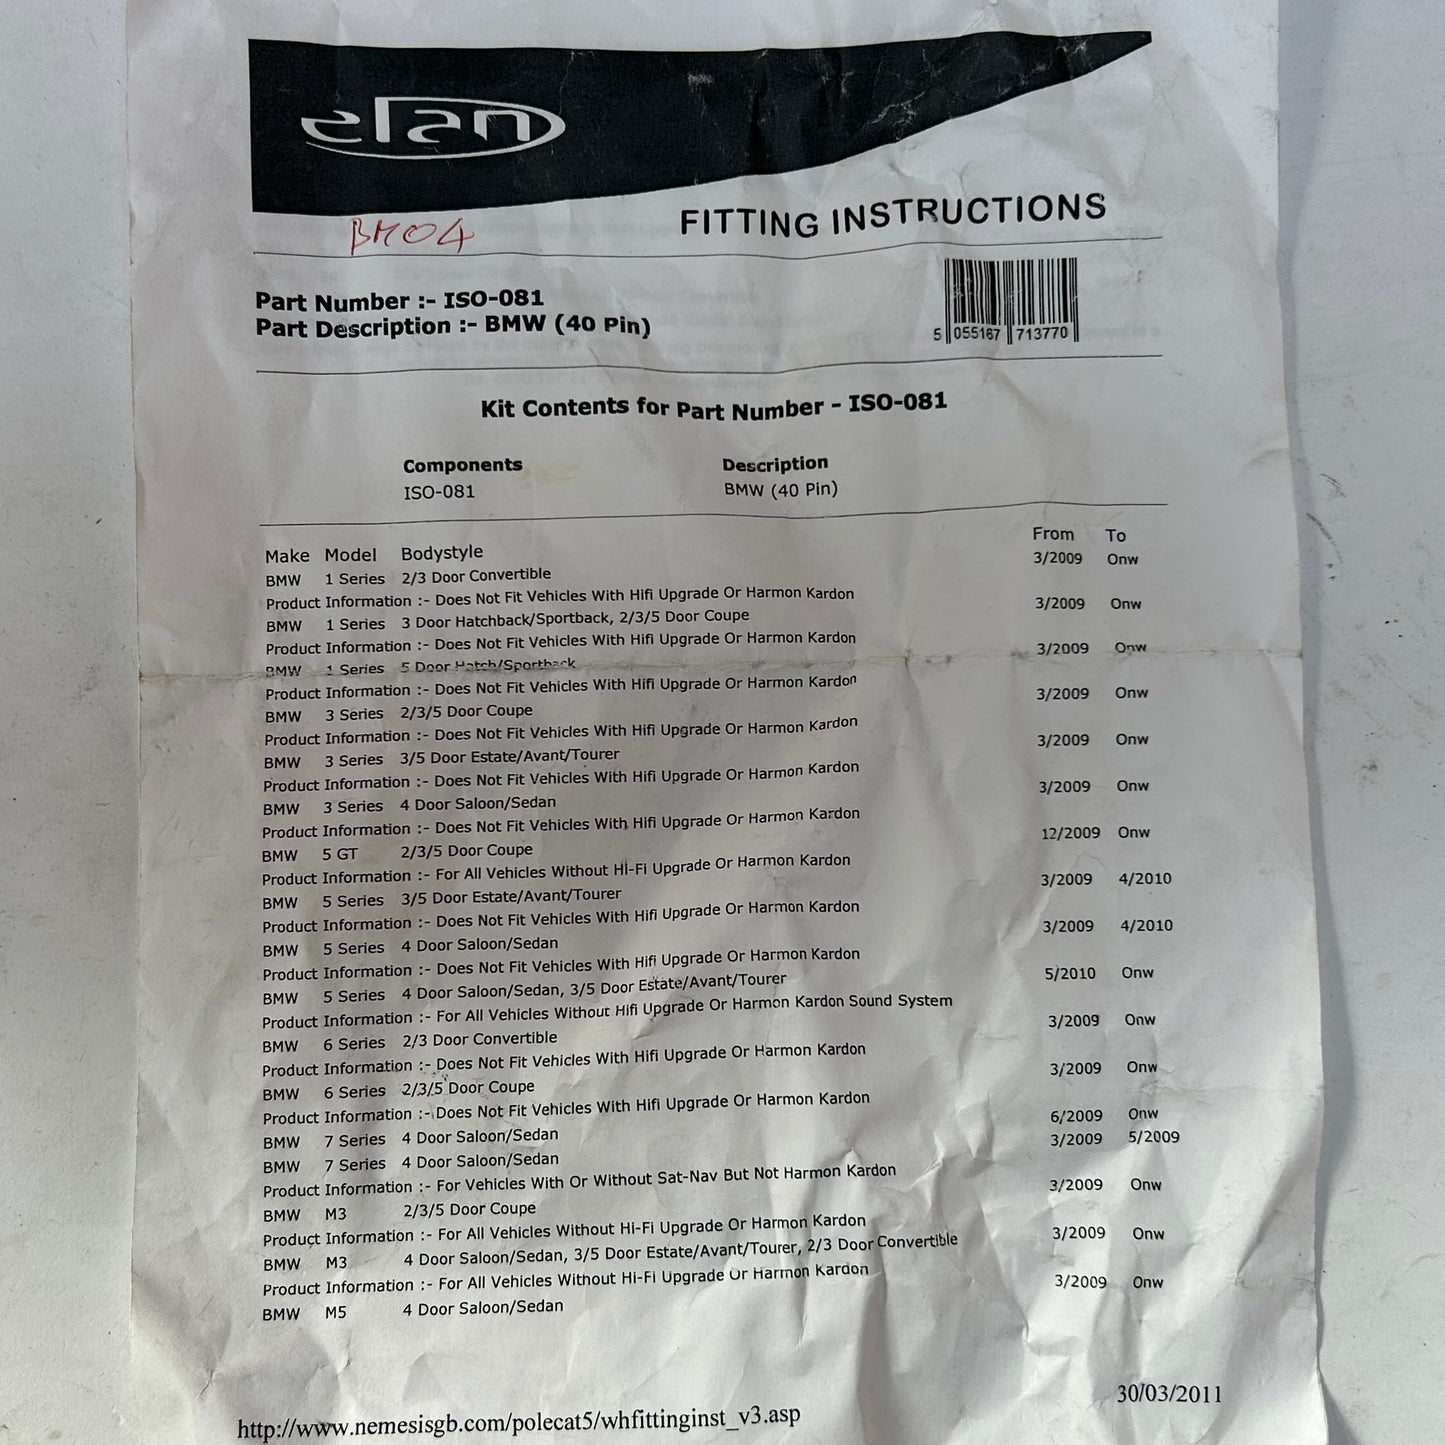 elan
BM04
FITTING INSTRUCTIONS
Part Number :- ISO-081
Part Description :- BMW (40 Pin)
5 055167 713770
Kit Contents for Part Number - ISO-081
Components Description
ISO-081 BMW (40 Pin)
Make Model Bodystyle From To
BMW 1 Series 2/3 Door Convertible 3/2009 Onw
Product Information :- Does Not Fit Vehicles With Hifi Upgrade Or Harmon Kardon
BMW 1 Series 3 Door Hatchback/Sportback, 2/3/5 Door Coupe 3/2009 Onw
Product Information :- Does Not Fit Vehicles With Hifi Upgrade Or Harmon Kardon
BMW 1 Series 5 Door Hatch/Sportback 3/2009 Onw
Product Information :- Does Not Fit Vehicles With Hifi Upgrade Or Harmon Kardon
BMW 3 Series 2/3/5 Door Coupe 3/2009 Onw
Product Information :- Does Not Fit Vehicles With Hifi Upgrade Or Harmon Kardon
BMW 3 Series 3/5 Door Estate/Avant/Tourer 3/2009 Onw
Product Information :- Does Not Fit Vehicles With Hifi Upgrade Or Harmon Kardon
BMW 3 Series 4 Door Saloon/Sedan 3/2009 Onw
Product Information :- Does Not Fit Vehicles With Hifi Upgrade Or Harmon Kardon
BMW 5 GT 2/3/5 Door Coupe 12/2009 Onw
Product Information :- For All Vehicles Without HI-Fi Upgrade Or Harmon Kardon
BMW 5 Series 3/5 Door Estate/Avant/Tourer 3/2009 4/2010
Product Information :- Does Not Fit Vehicles With Hifi Upgrade Or Harmon Kardon
BMW 5 Series 4 Door Saloon/Sedan 3/2009 4/2010
Product Information :- Does Not Fit Vehicles With Hifi Upgrade Or Harmon Kardon
BMW 5 Series 4 Door Saloon/Sedan, 3/5 Door Estate/Avant/Tourer 5/2010 Onw
Product Information :- For All Vehicles Without Hifi Upgrade Or Harmon Kardon Sound System
BMW 6 Series 2/3 Door Convertible 3/2009 Onw
Product Information :- Does Not Fit Vehicles With Hifi Upgrade Or Harmon Kardon
BMW 6 Series 2/3/5 Door Coupe 3/2009 Onw
Product Information :- Does Not Fit Vehicles With Hifi Upgrade Or Harmon Kardon
BMW 7 Series 4 Door Saloon/Sedan 6/2009 Onw
BMW 7 Series 4 Door Saloon/Sedan 3/2009 5/2009
Product Information :- For Vehicles With Or Without Sat-Nav But Not Harmon Kardon
BMW M3 2/3/5 Door Coupe 3/2009 Onw
Product Information :- For All Vehicles Without Hi-Fi Upgrade Or Harmon Kardon
BMW M3 4 Door Saloon/Sedan, 3/5 Door Estate/Avant/Tourer, 2/3 Door Convertible 3/2009 Onw
Product Information :- For All Vehicles Without Hi-Fi Upgrade Or Harmon Kardon
BMW M5 4 Door Saloon/Sedan 3/2009 Onw
http://www.nemesisgb.com/polecat5/whfittinginst_v3.asp 30/03/2011